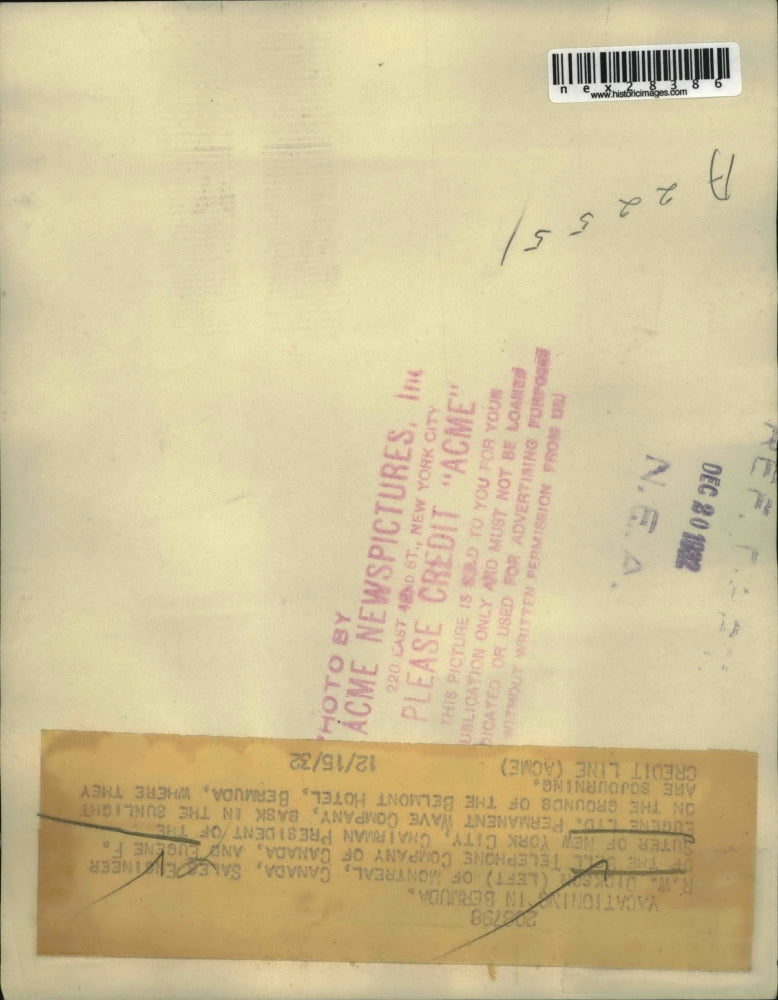 nex28386
www.historicimages.com
A 22551
PHOTO BY
ACME NEWSPICTURES, Inc
220 EAST 42ND ST., NEW YORK CITY
PLEASE CREDIT "ACME"
THIS PICTURE IS SOLD TO YOU FOR YOUR
UBLICATION ONLY AND MUST NOT BE LOANED
DICATED OR USED FOR ADVERTISING PURPOSES
WITHOUT WRITTEN PERMISSION FROM US
REF.
DEC 20 1932
N.E.A.
208798
VACATIONING IN BERMUDA.
R.W. DICKSON (LEFT) OF MONTREAL, CANADA, SALES ENGINEER
OF THE BELL TELEPHONE COMPANY OF CANADA, AND EUGENE F.
SUTER OF NEW YORK CITY, CHAIRMAN PRESIDENT/OF THE
EUGENE LTD. PERMANENT WAVE COMPANY, BASK IN THE SUNLIGHT
ON THE GROUNDS OF THE BELMONT HOTEL, BERMUDA, WHERE THEY
ARE SOJOURNING.
CREDIT LINE (ACME) 12/15/32